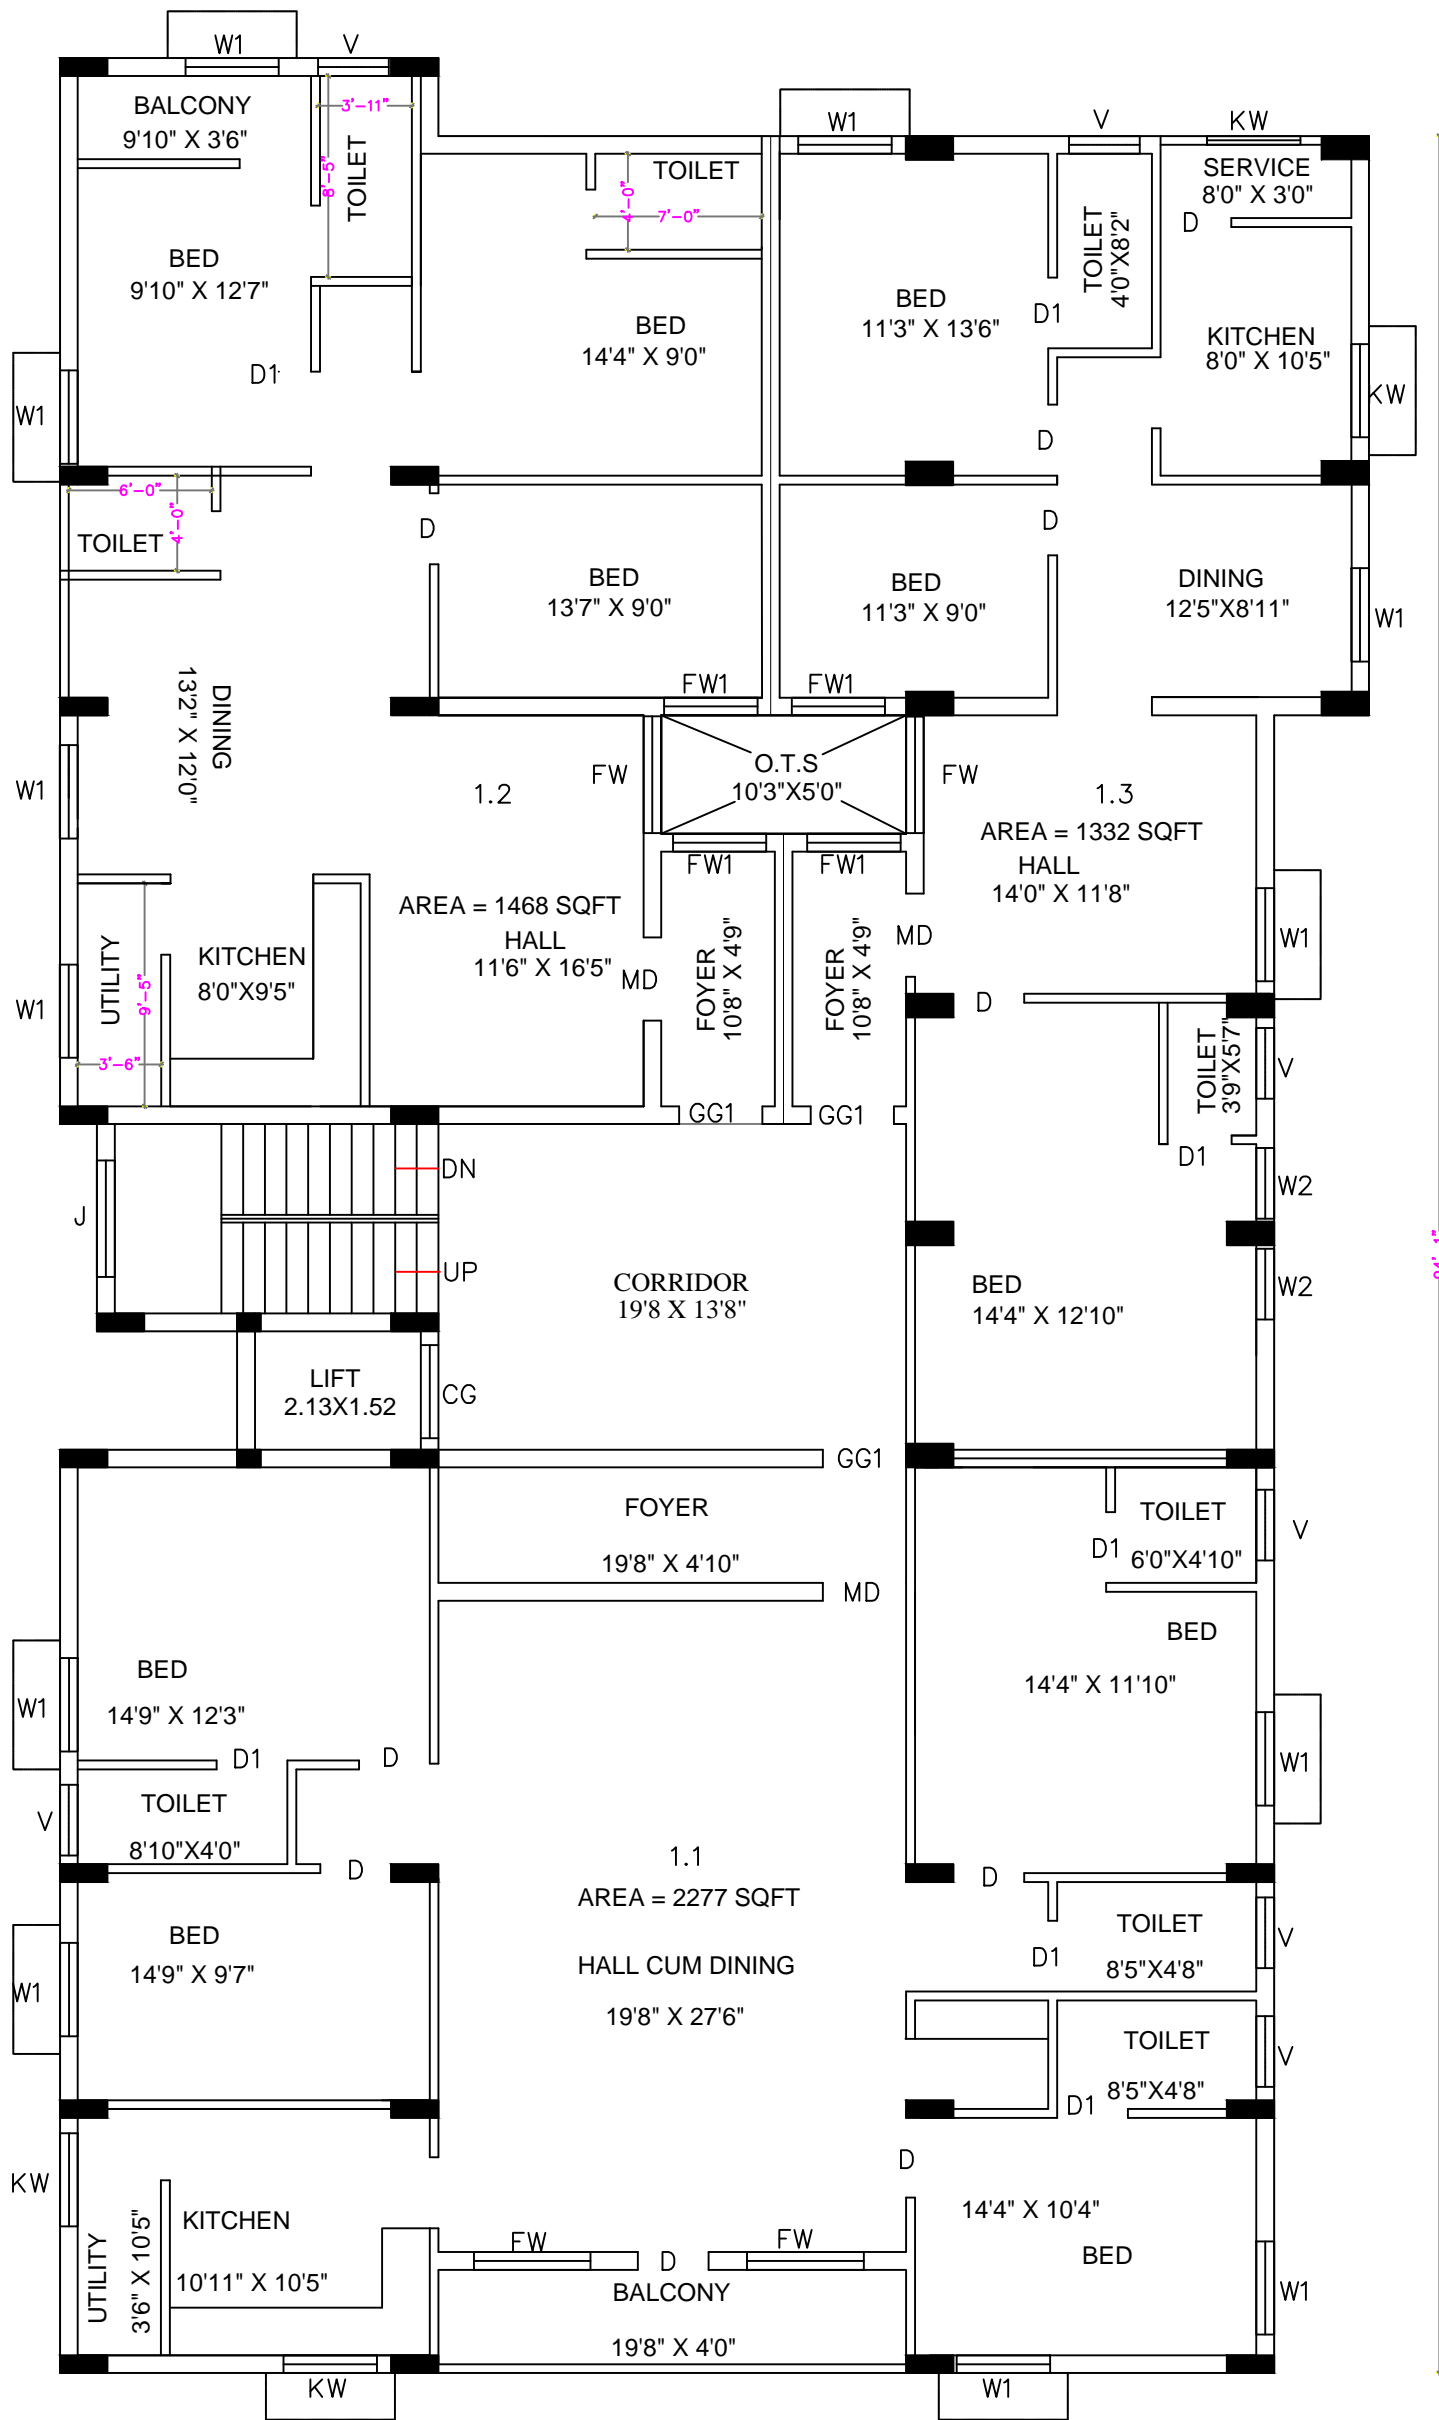 W1
V
BALCONY
9'10" X 3'6"
3'-11"
8'-5"
TOILET
BED
9'10" X 12'7"
D1
W1
TOILET
4'-0"
7'-0"
BED
14'4" X 9'0"
W1
V
KW
SERVICE
8'0" X 3'0"
D
TOILET
4'0"X8'2"
BED
11'3" X 13'6"
D1
KITCHEN
8'0" X 10'5"
KW
D
6'-0"
4'-0"
TOILET
D
BED
13'7" X 9'0"
D
BED
11'3" X 9'0"
DINING
12'5"X8'11"
W1
FW1
FW1
DINING
13'2" X 12'0"
W1
1.2
FW
O.T.S
10'3"X5'0"
FW
1.3
AREA = 1332 SQFT
HALL
14'0" X 11'8"
FW1
FW1
AREA = 1468 SQFT
HALL
11'6" X 16'5"
MD
FOYER
10'8" X 4'9"
FOYER
10'8" X 4'9"
MD
W1
UTILITY
9'-5"
3'-6"
KITCHEN
8'0"X9'5"
W1
D
TOILET
3'9"X5'7"
V
GG1
GG1
D1
W2
DN
J
UP
CORRIDOR
19'8 X 13'8"
BED
14'4" X 12'10"
W2
LIFT
2.13X1.52
CG
GG1
FOYER
19'8" X 4'10"
MD
TOILET
6'0"X4'10"
D1
V
BED
14'4" X 11'10"
BED
14'9" X 12'3"
W1
D1
D
W1
TOILET
8'10"X4'0"
V
D
1.1
AREA = 2277 SQFT
D
BED
14'9" X 9'7"
W1
HALL CUM DINING
19'8" X 27'6"
TOILET
8'5"X4'8"
D1
V
TOILET
8'5"X4'8"
V
D1
D
KW
14'4" X 10'4"
BED
KITCHEN
10'11" X 10'5"
UTILITY
3'6" X 10'5"
FW
D
FW
BALCONY
19'8" X 4'0"
W1
KW
W1